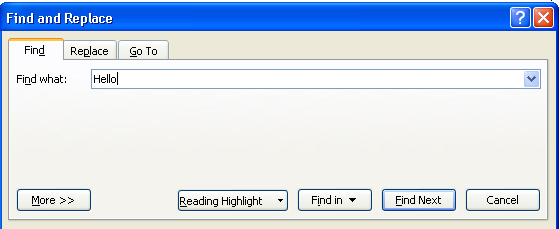 Find and Replace
Find Replace Go To
Find what: Hello
More >> Reading Highlight Find in Find Next Cancel